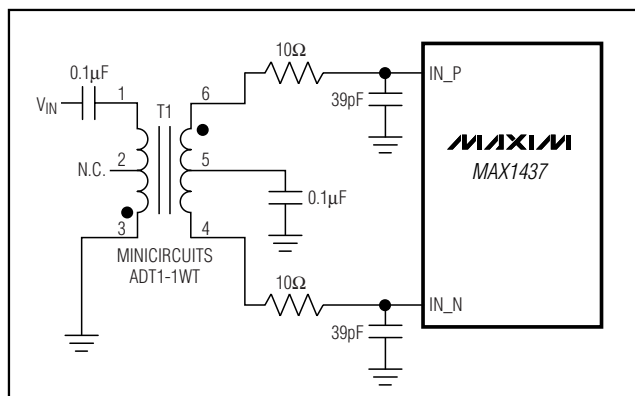 10Ω
0.1μF
39pF
IN_P
VIN
1
6
T1
MAXIM
MAX1437
N.C.
2
5
0.1μF
3
4
MINICIRCUITS
ADT1-1WT
10Ω
39pF
IN_N